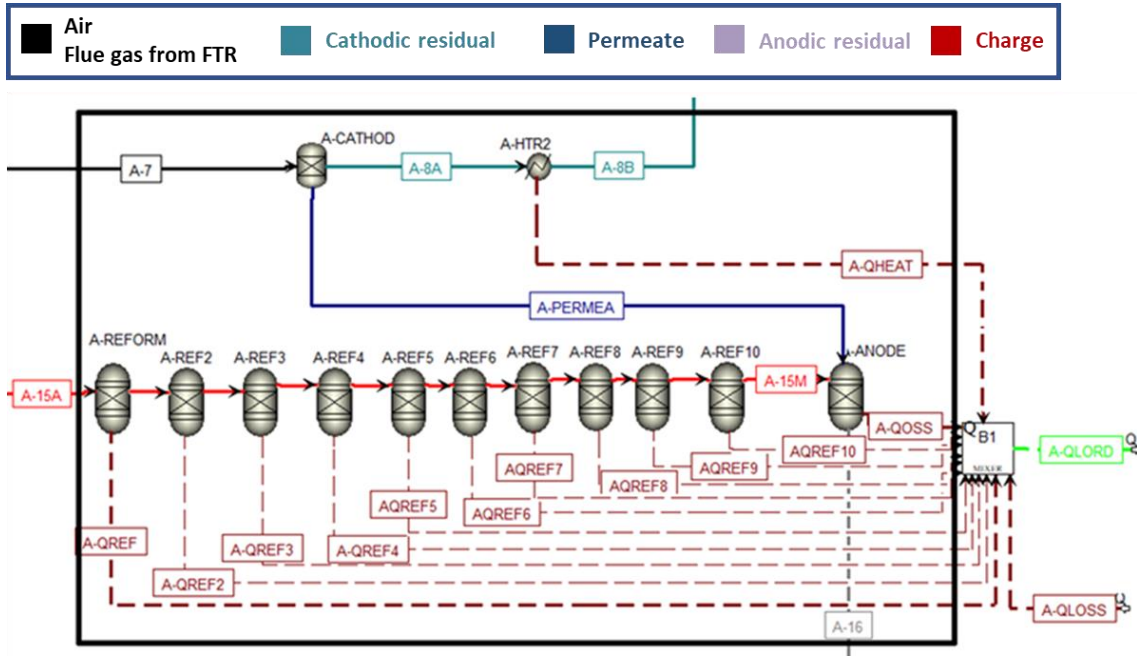 Air
Flue gas from FTR
Cathodic residual
Permeate
Anodic residual
Charge
A-CATHOD
A-HTR2
A-7
A-8A
A-8B
A-QHEAT
A-PERMEA
A-REFORM
A-REF2
A-REF3
A-REF4
A-REF5
A-REF6
A-REF7
A-REF8
A-REF9
A-REF10
A-ANODE
A-15A
A-15M
A-QOSS
Q
B1
MIXER
A-QLORD
Q
AQREF10
AQREF9
AQREF7
AQREF8
AQREF5
AQREF6
A-QREF
A-QREF3
A-QREF4
A-QREF2
A-QLOSS
A-16